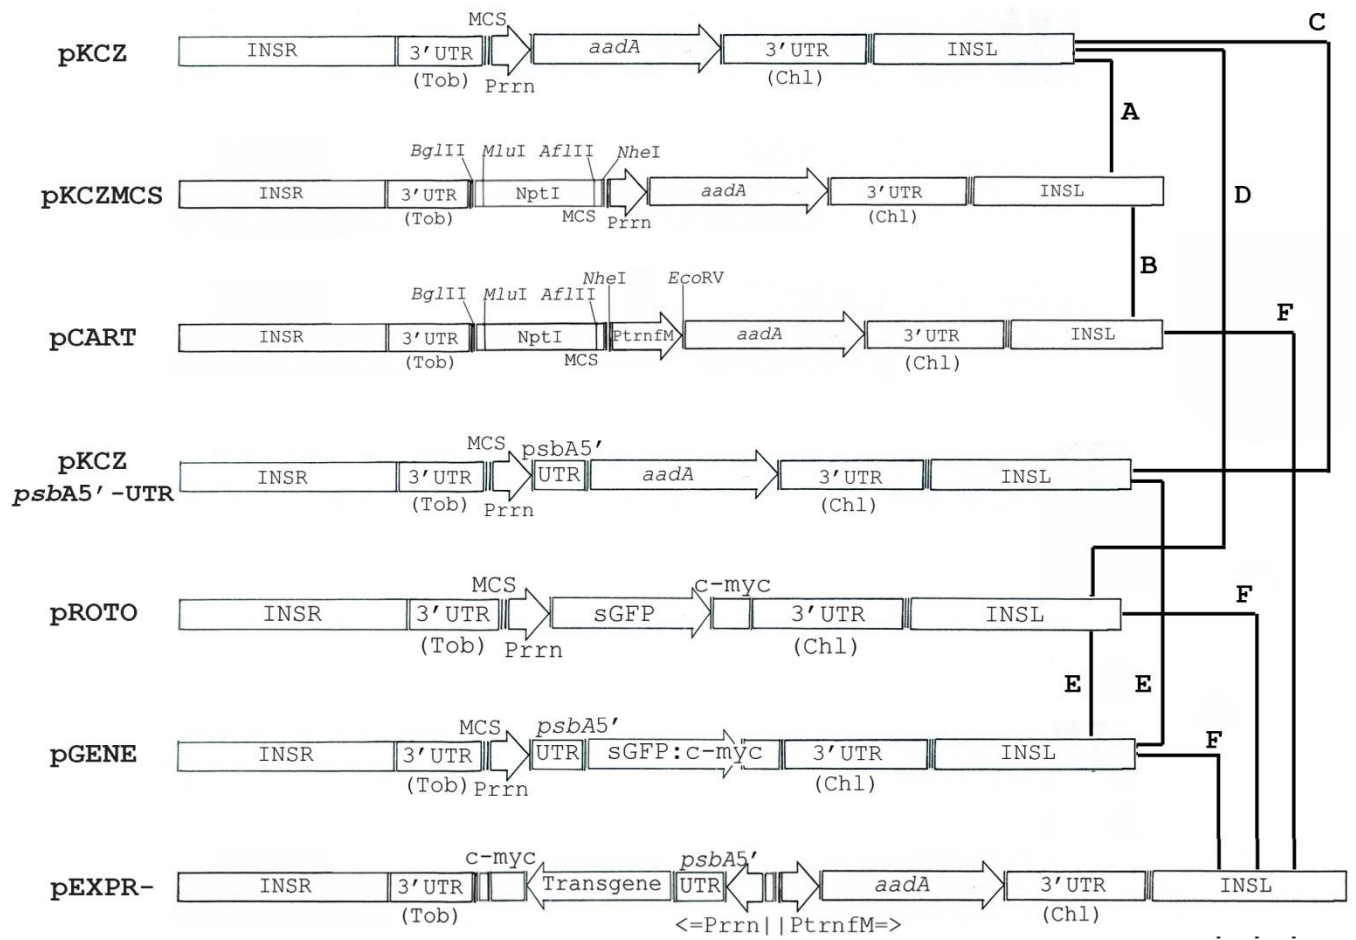 MCS
C
pKCZ
INSR
3'UTR
aadA
3'UTR
INSL
(Tob)
Prrn
(Chl)
A
BglII MluI AflII NheI
pKCZMCS
INSR
3'UTR
NptI
aadA
3'UTR
INSL
D
(Tob)
MCS
Prrn
(Chl)
B
NheI EcoRV
BglII MluI AflII
F
pCART
INSR
3'UTR
NptI
PtrnfM
aadA
3'UTR
INSL
(Tob)
MCS
(Chl)
MCS psbA5'
pKCZ
psbA5'-UTR
INSR
3'UTR
UTR
aadA
3'UTR
INSL
(Tob)
Prrn
(Chl)
MCS
c-myc
F
pROTO
INSR
3'UTR
sGFP
3'UTR
INSL
(Tob)
Prrn
(Chl)
E
E
MCS psbA5'
F
pGENE
INSR
3'UTR
UTR
sGFP:c-myc
3'UTR
INSL
(Tob)
Prrn
(Chl)
c-myc
psbA5'
pEXPR-
INSR
3'UTR
Transgene
UTR
aadA
3'UTR
INSL
(Tob)
<=Prrn||PtrnfM=>
(Chl)